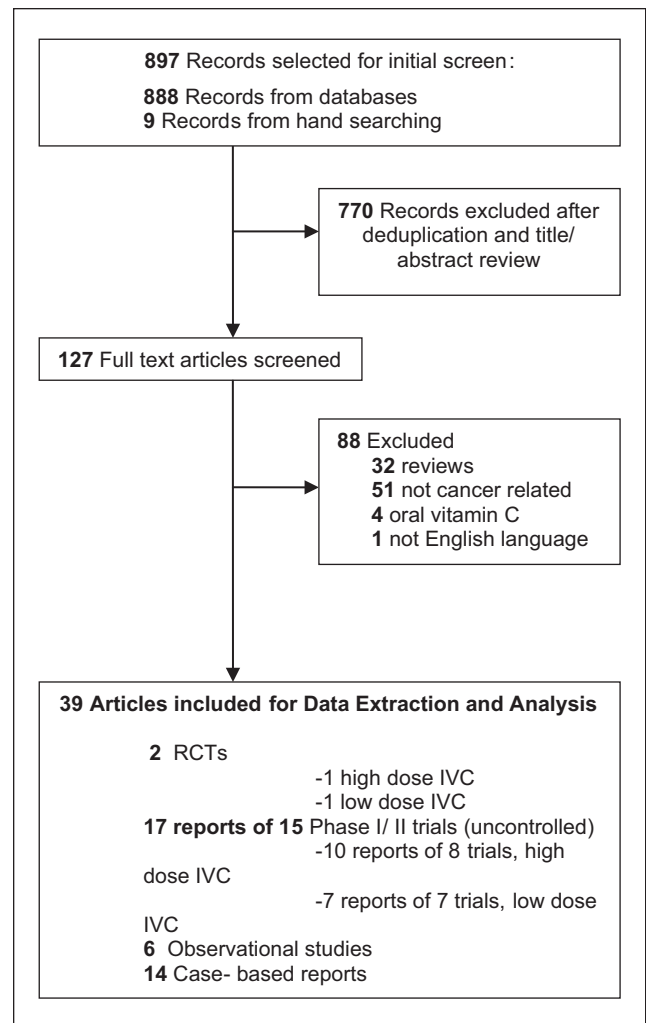 897 Records selected for initial screen:
888 Records from databases
9 Records from hand searching
770 Records excluded after
deduplication and title/
abstract review
127 Full text articles screened
88 Excluded
32 reviews
51 not cancer related
4 oral vitamin C
1 not English language
39 Articles included for Data Extraction and Analysis
2 RCTs
-1 high dose IVC
-1 low dose IVC
17 reports of 15 Phase I/ II trials (uncontrolled)
-10 reports of 8 trials, high
dose IVC
-7 reports of 7 trials, low dose
IVC
6 Observational studies
14 Case- based reports